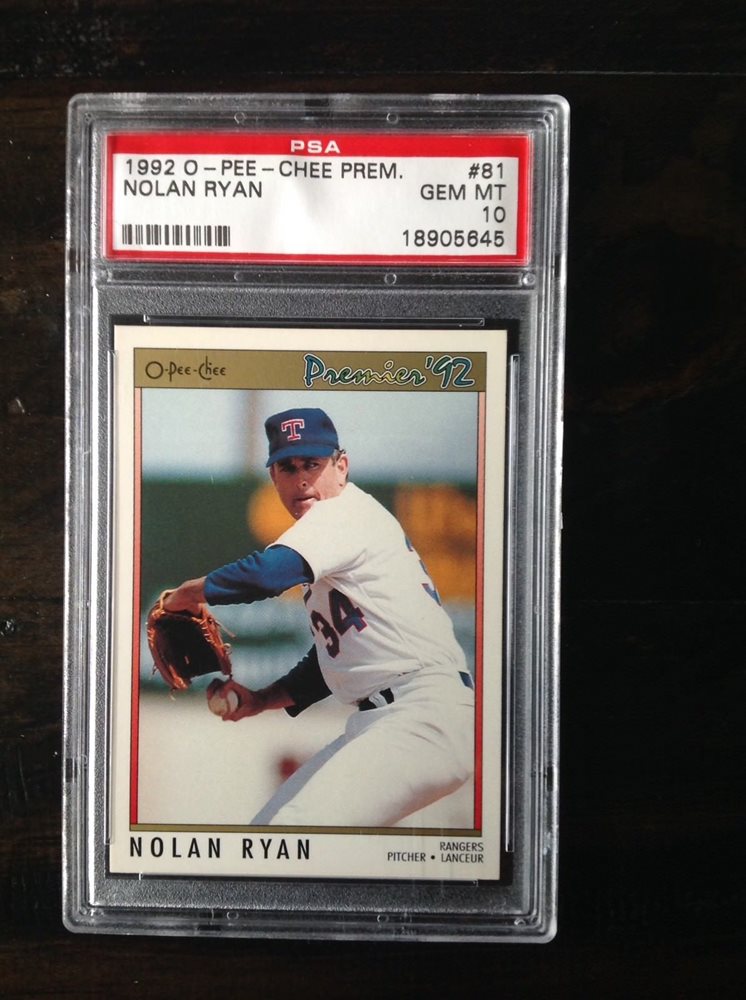 PSA
1992 O-PEE-CHEE PREM. #81
NOLAN RYAN GEM MT
10
18905645
O-Pee-Chee Premier '92
T
34
NOLAN RYAN
RANGERS
PITCHER • LANCEUR